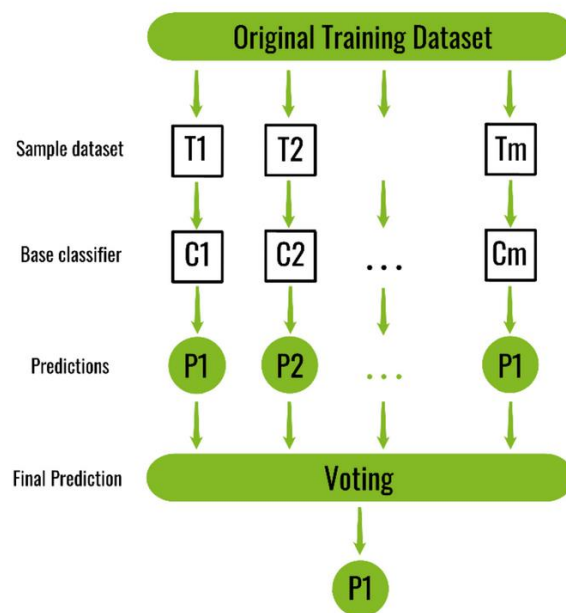 Original Training Dataset
Sample dataset T1 T2 Tm
Base classifier C1 C2 ... Cm
Predictions P1 P2 ... P1
Final Prediction Voting
P1